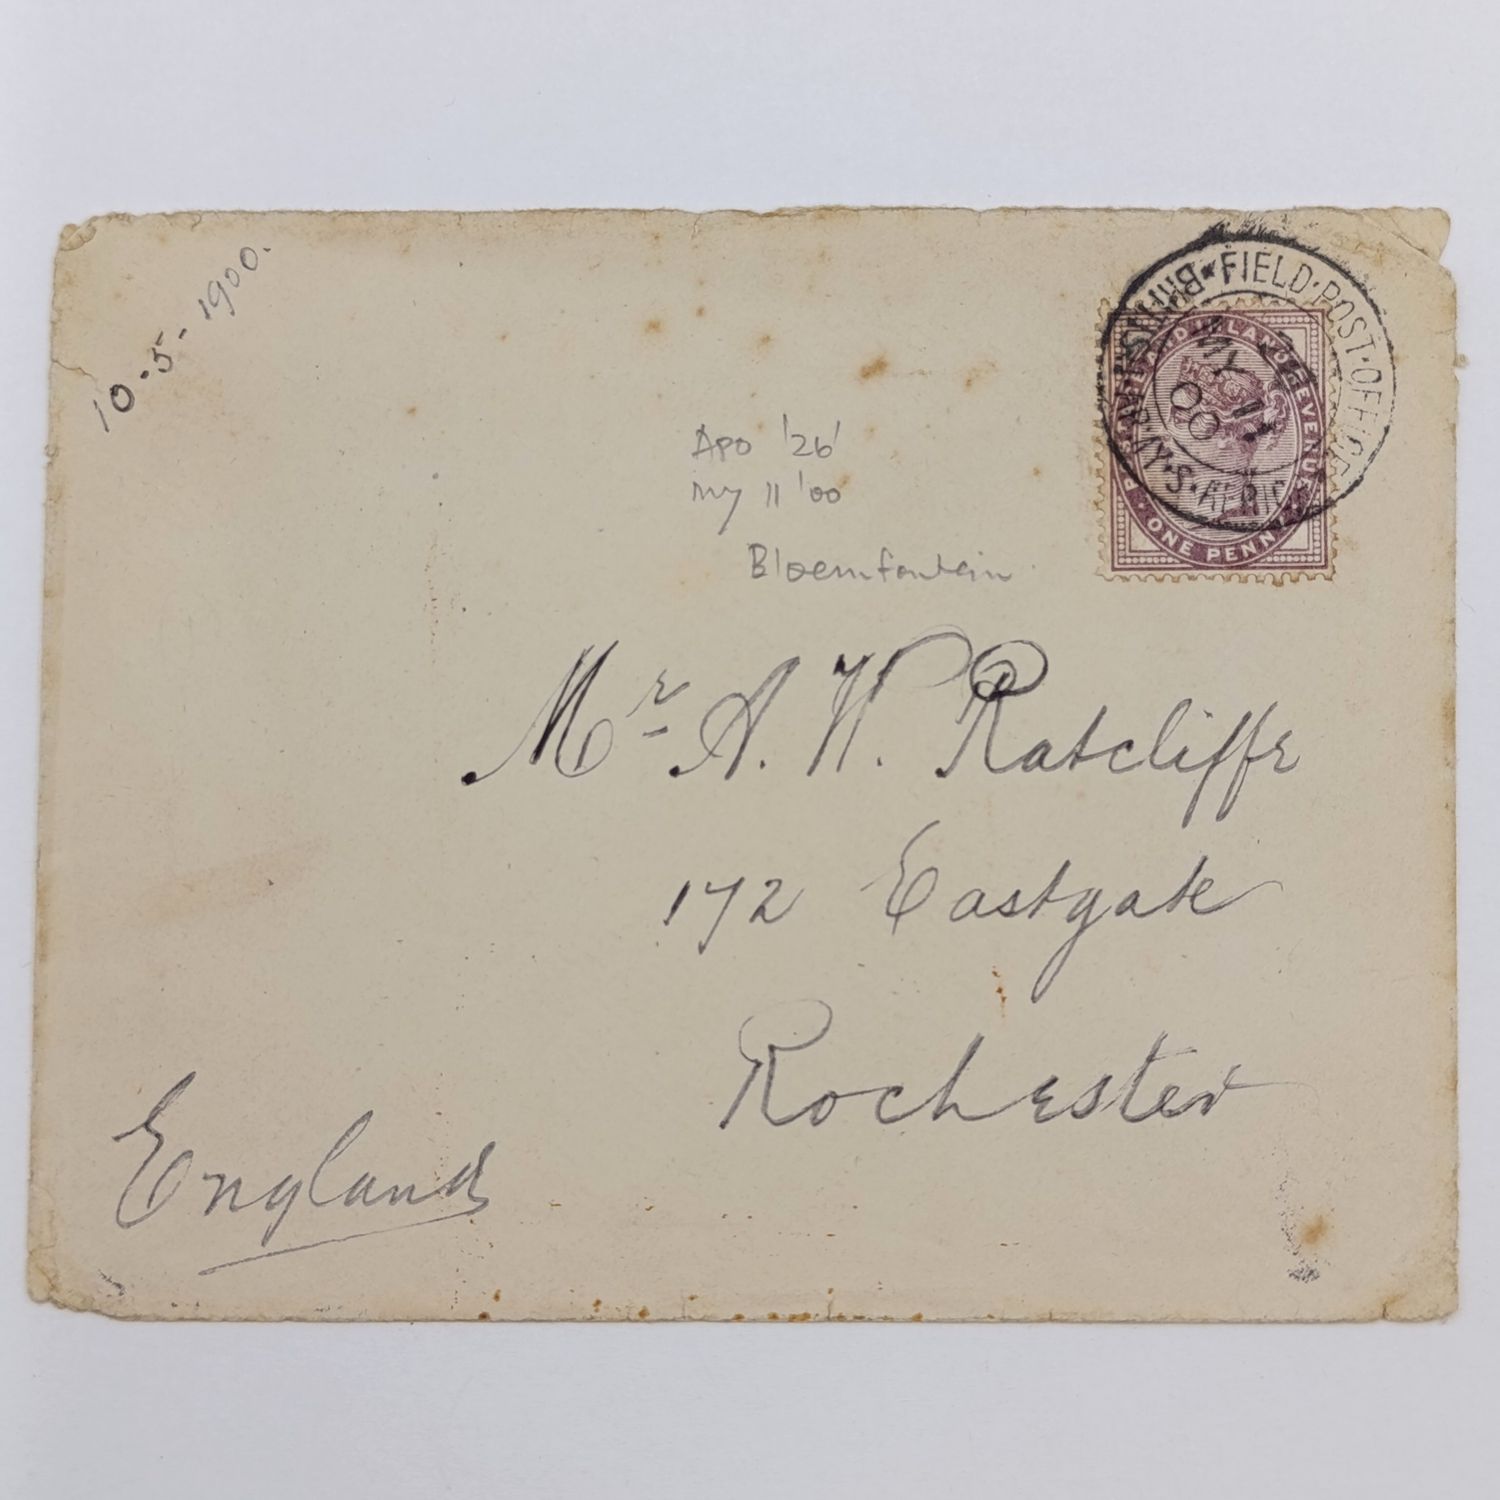 10-5-1900.
FIELD·POST·OFFICE
BRITISH·ARMY·S·AFRICA
MY 11
00
POSTAGE AND INLAND REVENUE
ONE PENNY
Apo '26'
My 11 '00
Bloemfontein
Mr A. W. Ratcliffe
172 Eastgate
Rochester
England